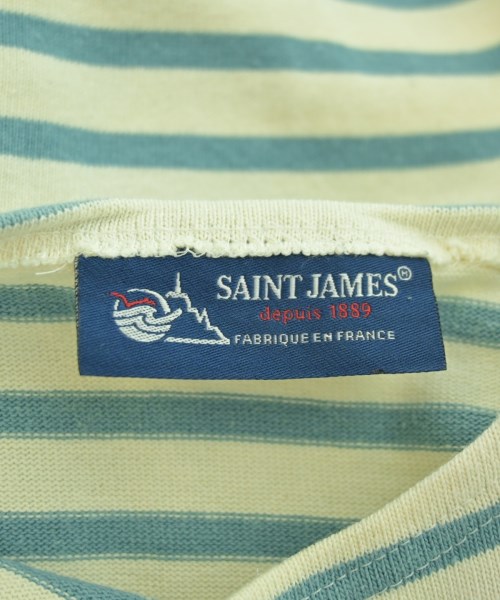 SAINT JAMES®
depuis 1889
FABRIQUE EN FRANCE